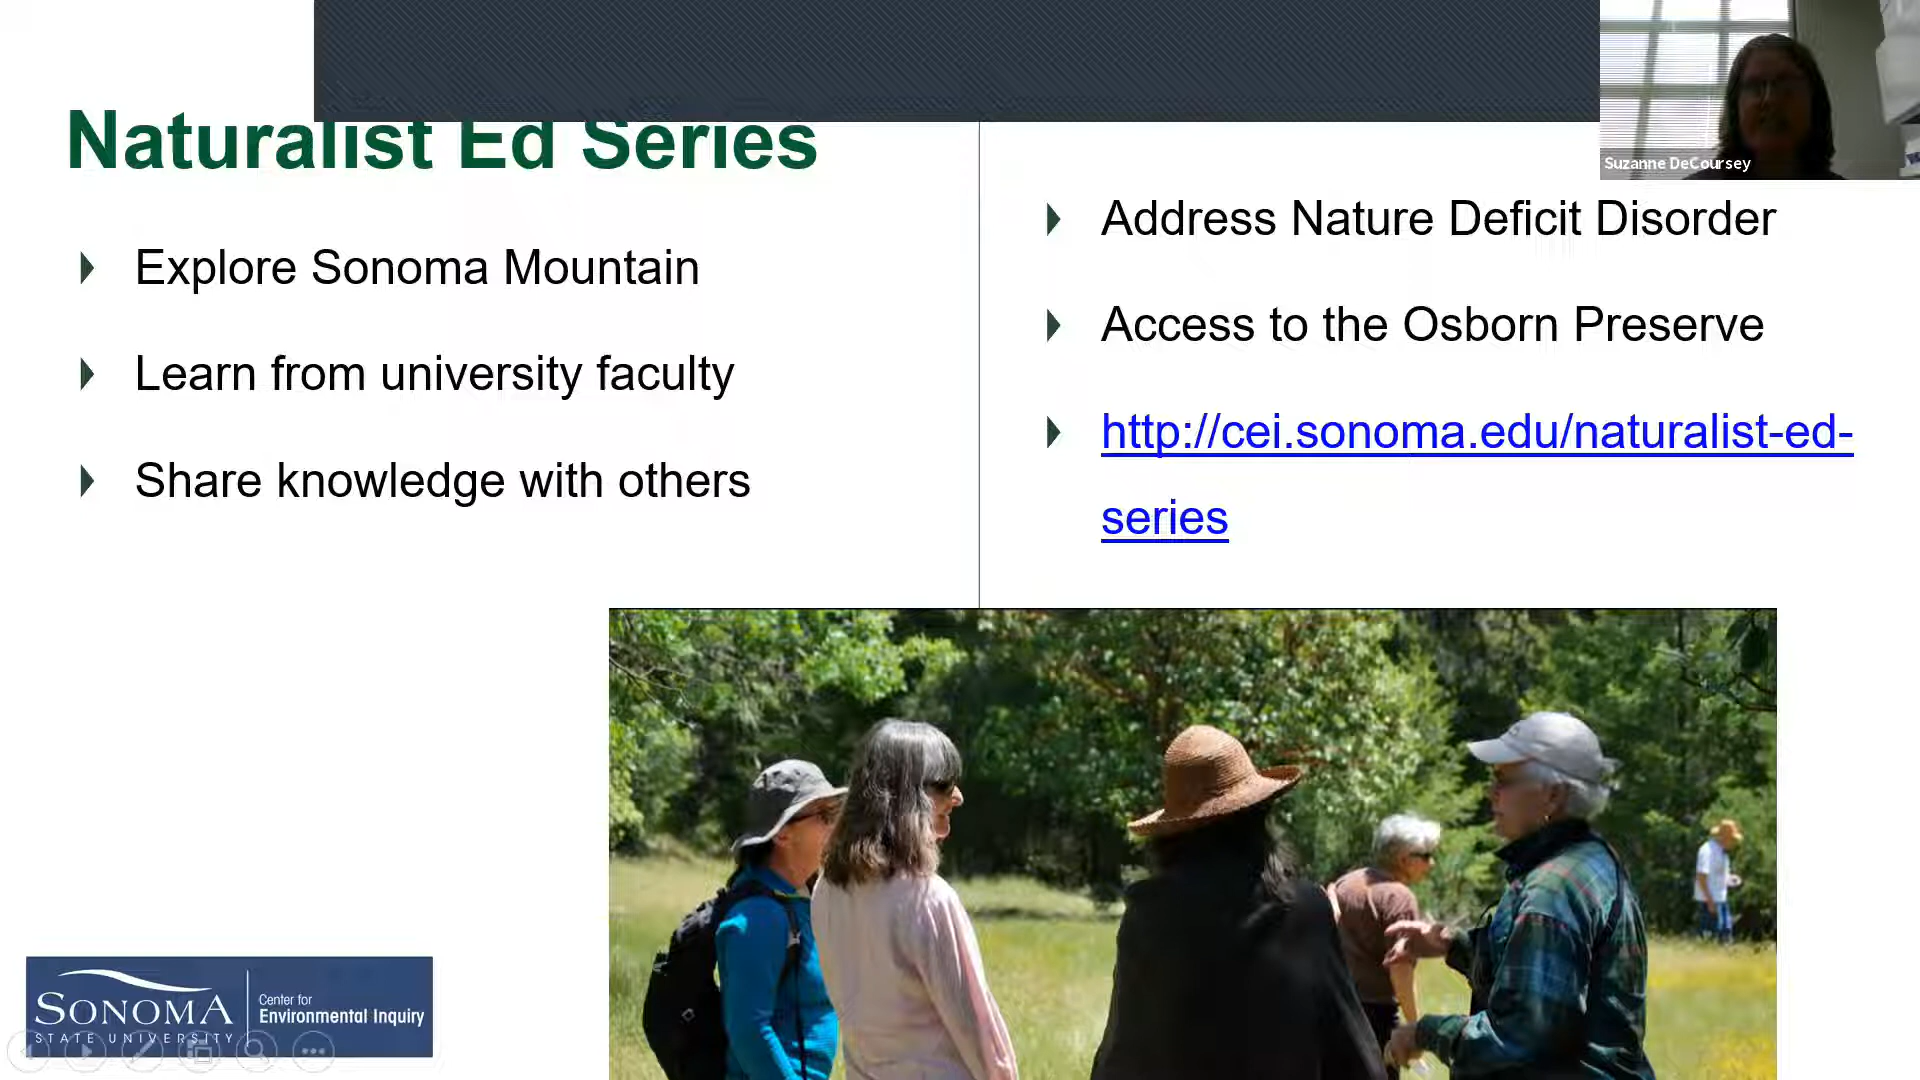 Naturalist Ed Series
Explore Sonoma Mountain
Learn from university faculty
Share knowledge with others
Address Nature Deficit Disorder
Access to the Osborn Preserve
http://cei.sonoma.edu/naturalist-ed-
series
Suzanne DeCoursey
SONOMA
STATE UNIVERSITY
Center for
Environmental Inquiry